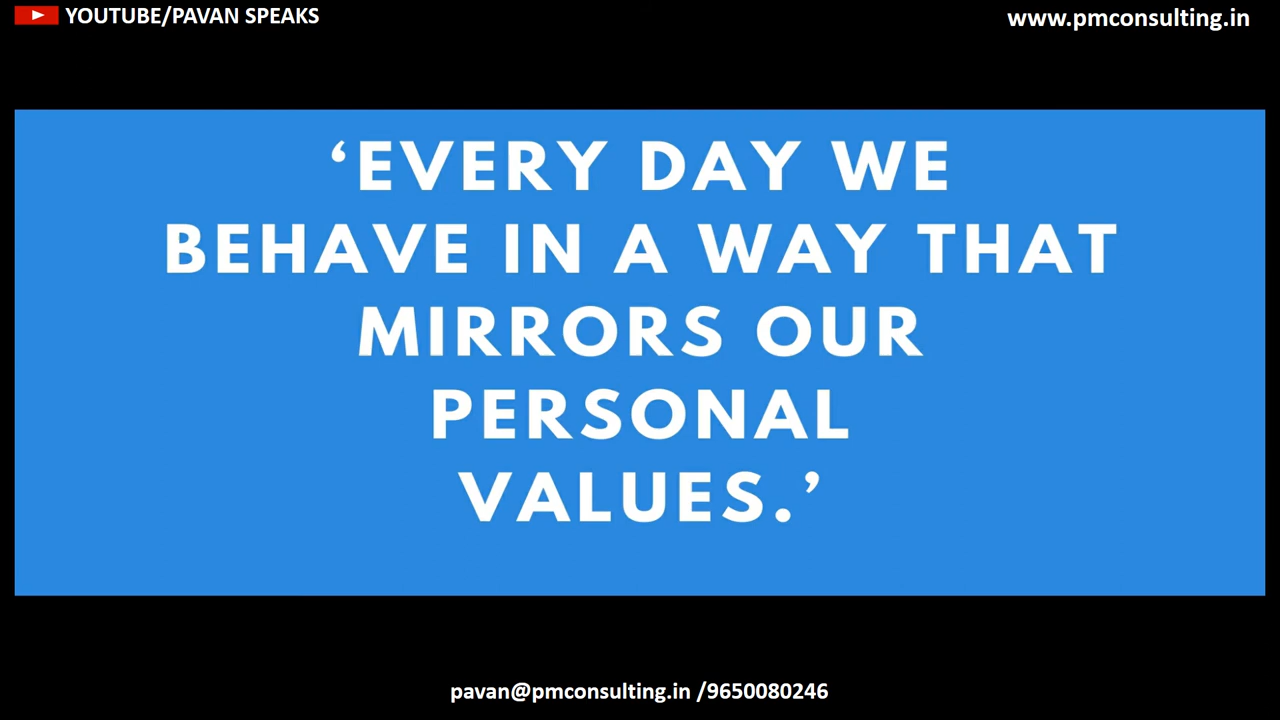 YOUTUBE/PAVAN SPEAKS
www.pmconsulting.in
‘EVERY DAY WE
BEHAVE IN A WAY THAT
MIRRORS OUR
PERSONAL
VALUES.’
pavan@pmconsulting.in /9650080246